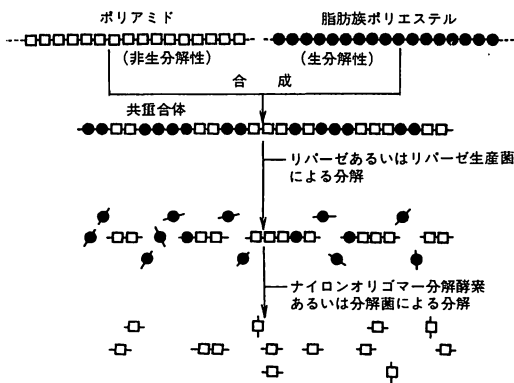 ポリアミド
脂肪族ポリエステル
(非生分解性)
(生分解性)
合 成
共重合体
リパーゼあるいはリパーゼ生産菌
による分解
ナイロンオリゴマー分解酵素
あるいは分解菌による分解